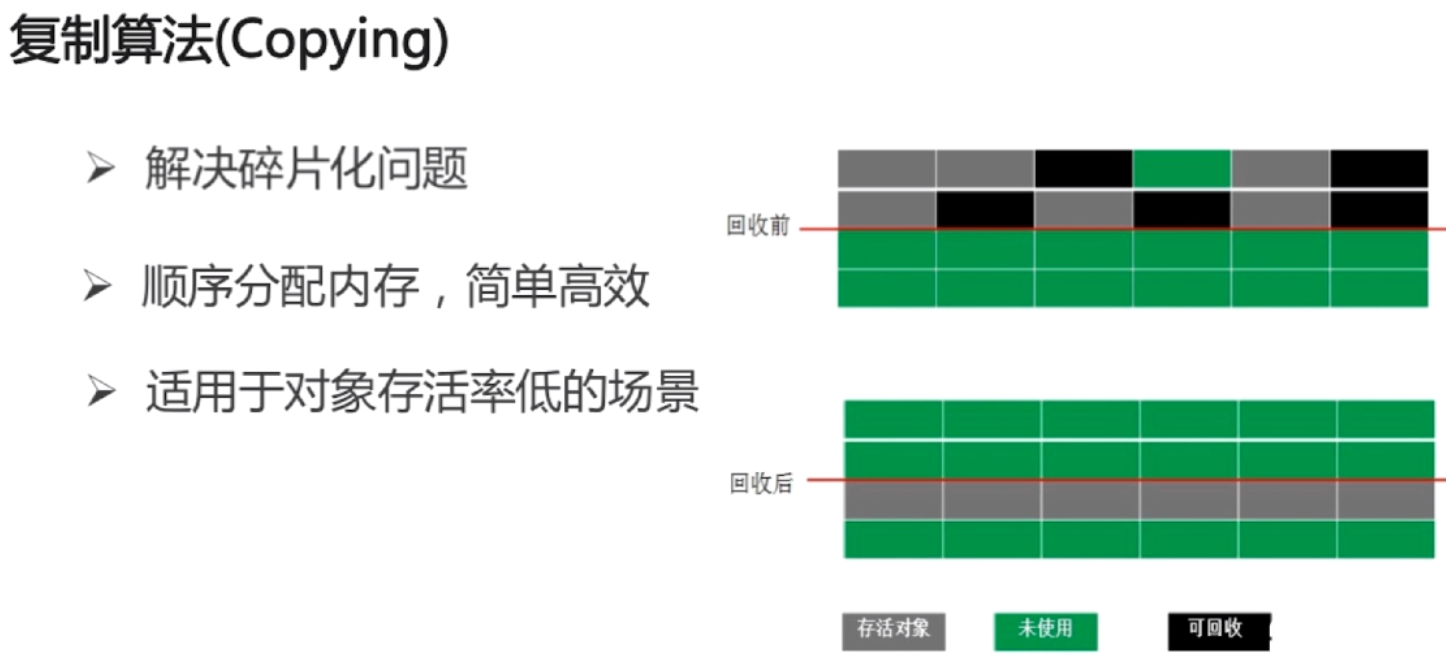 复制算法(Copying)
➢ 解决碎片化问题
➢ 顺序分配内存，简单高效
➢ 适用于对象存活率低的场景
回收前
回收后
存活对象 未使用 可回收